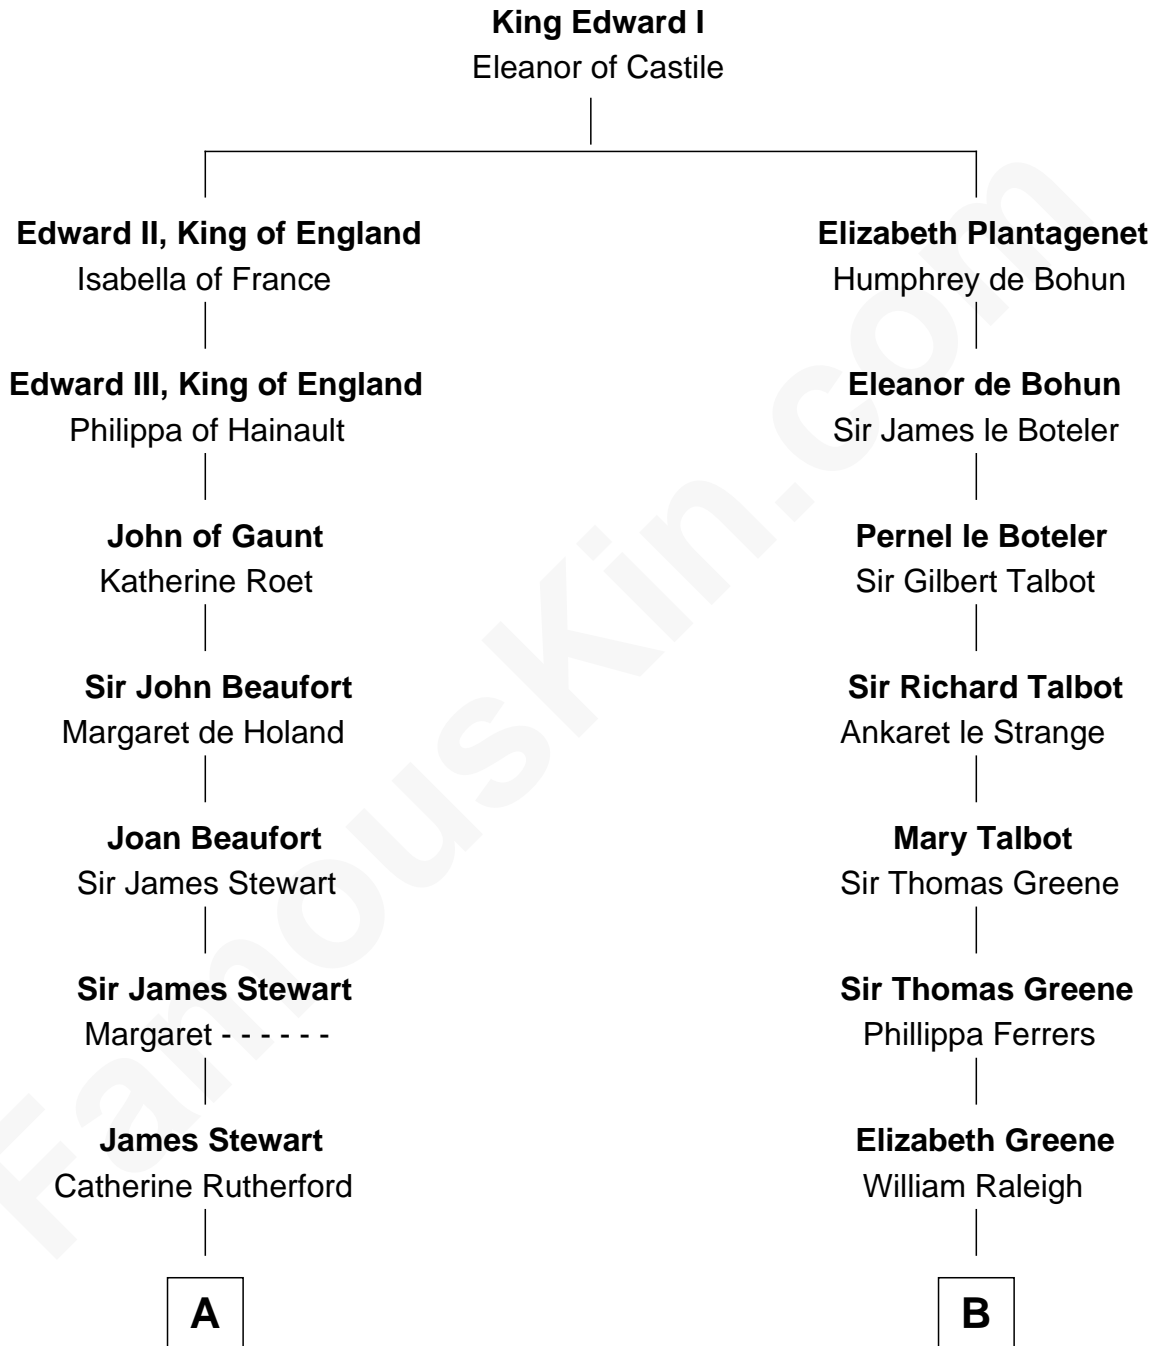 King Edward I
Eleanor of Castile
Edward II, King of England
Isabella of France
Elizabeth Plantagenet
Humphrey de Bohun
Edward III, King of England
Philippa of Hainault
Eleanor de Bohun
Sir James le Boteler
John of Gaunt
Katherine Roet
Pernel le Boteler
Sir Gilbert Talbot
Sir John Beaufort
Margaret de Holand
Sir Richard Talbot
Ankaret le Strange
Joan Beaufort
Sir James Stewart
Mary Talbot
Sir Thomas Greene
Sir James Stewart
Margaret - - - - - -
Sir Thomas Greene
Phillippa Ferrers
James Stewart
Catherine Rutherford
Elizabeth Greene
William Raleigh
A
B
FamousKin.com